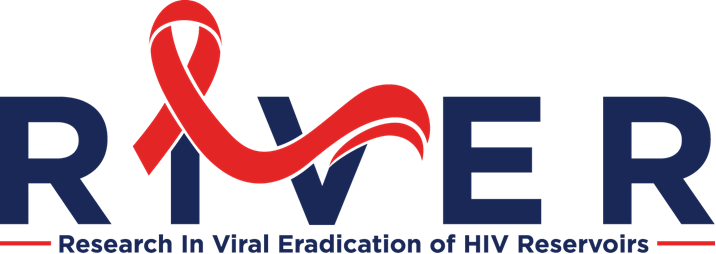 RIVER
Research In Viral Eradication of HIV Reservoirs